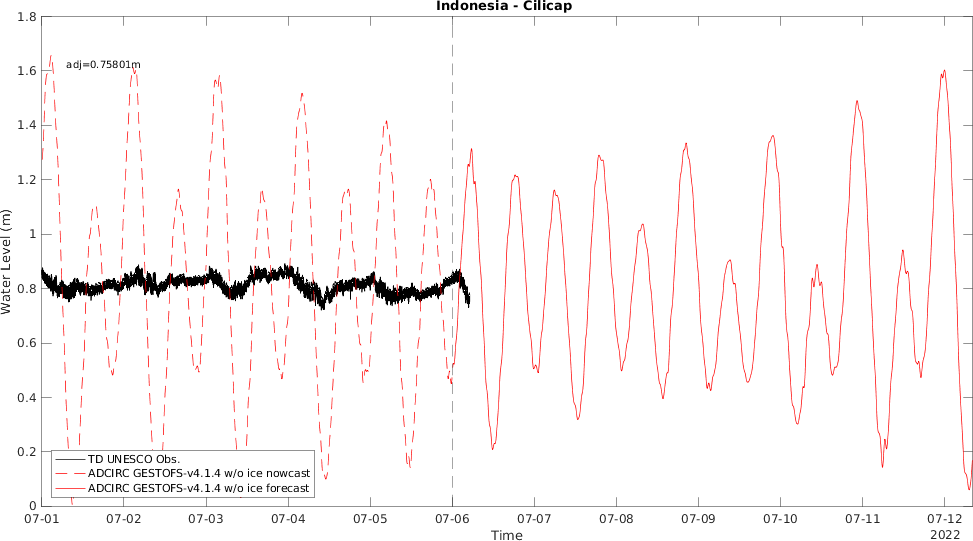 Indonesia - Cilicap
adj=0.75801m
1.8
1.6
1.4
1.2
1
0.8
0.6
0.4
0.2
0
Water Level (m)
TD UNESCO Obs.
ADCIRC GESTOFS-v4.1.4 w/o ice nowcast
ADCIRC GESTOFS-v4.1.4 w/o ice forecast
07-01 07-02 07-03 07-04 07-05 07-06 07-07 07-08 07-09 07-10 07-11 07-12
Time
2022